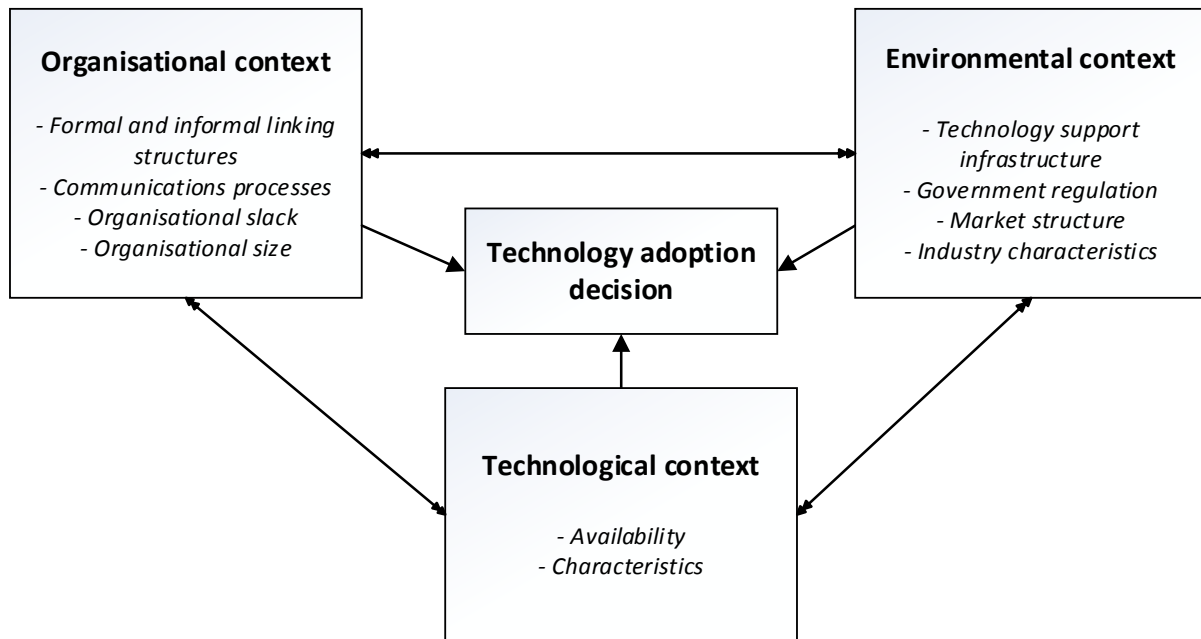 Organisational context
- Formal and informal linking
structures
- Communications processes
- Organisational slack
- Organisational size
Environmental context
- Technology support
infrastructure
- Government regulation
- Market structure
- Industry characteristics
Technology adoption
decision
Technological context
- Availability
- Characteristics